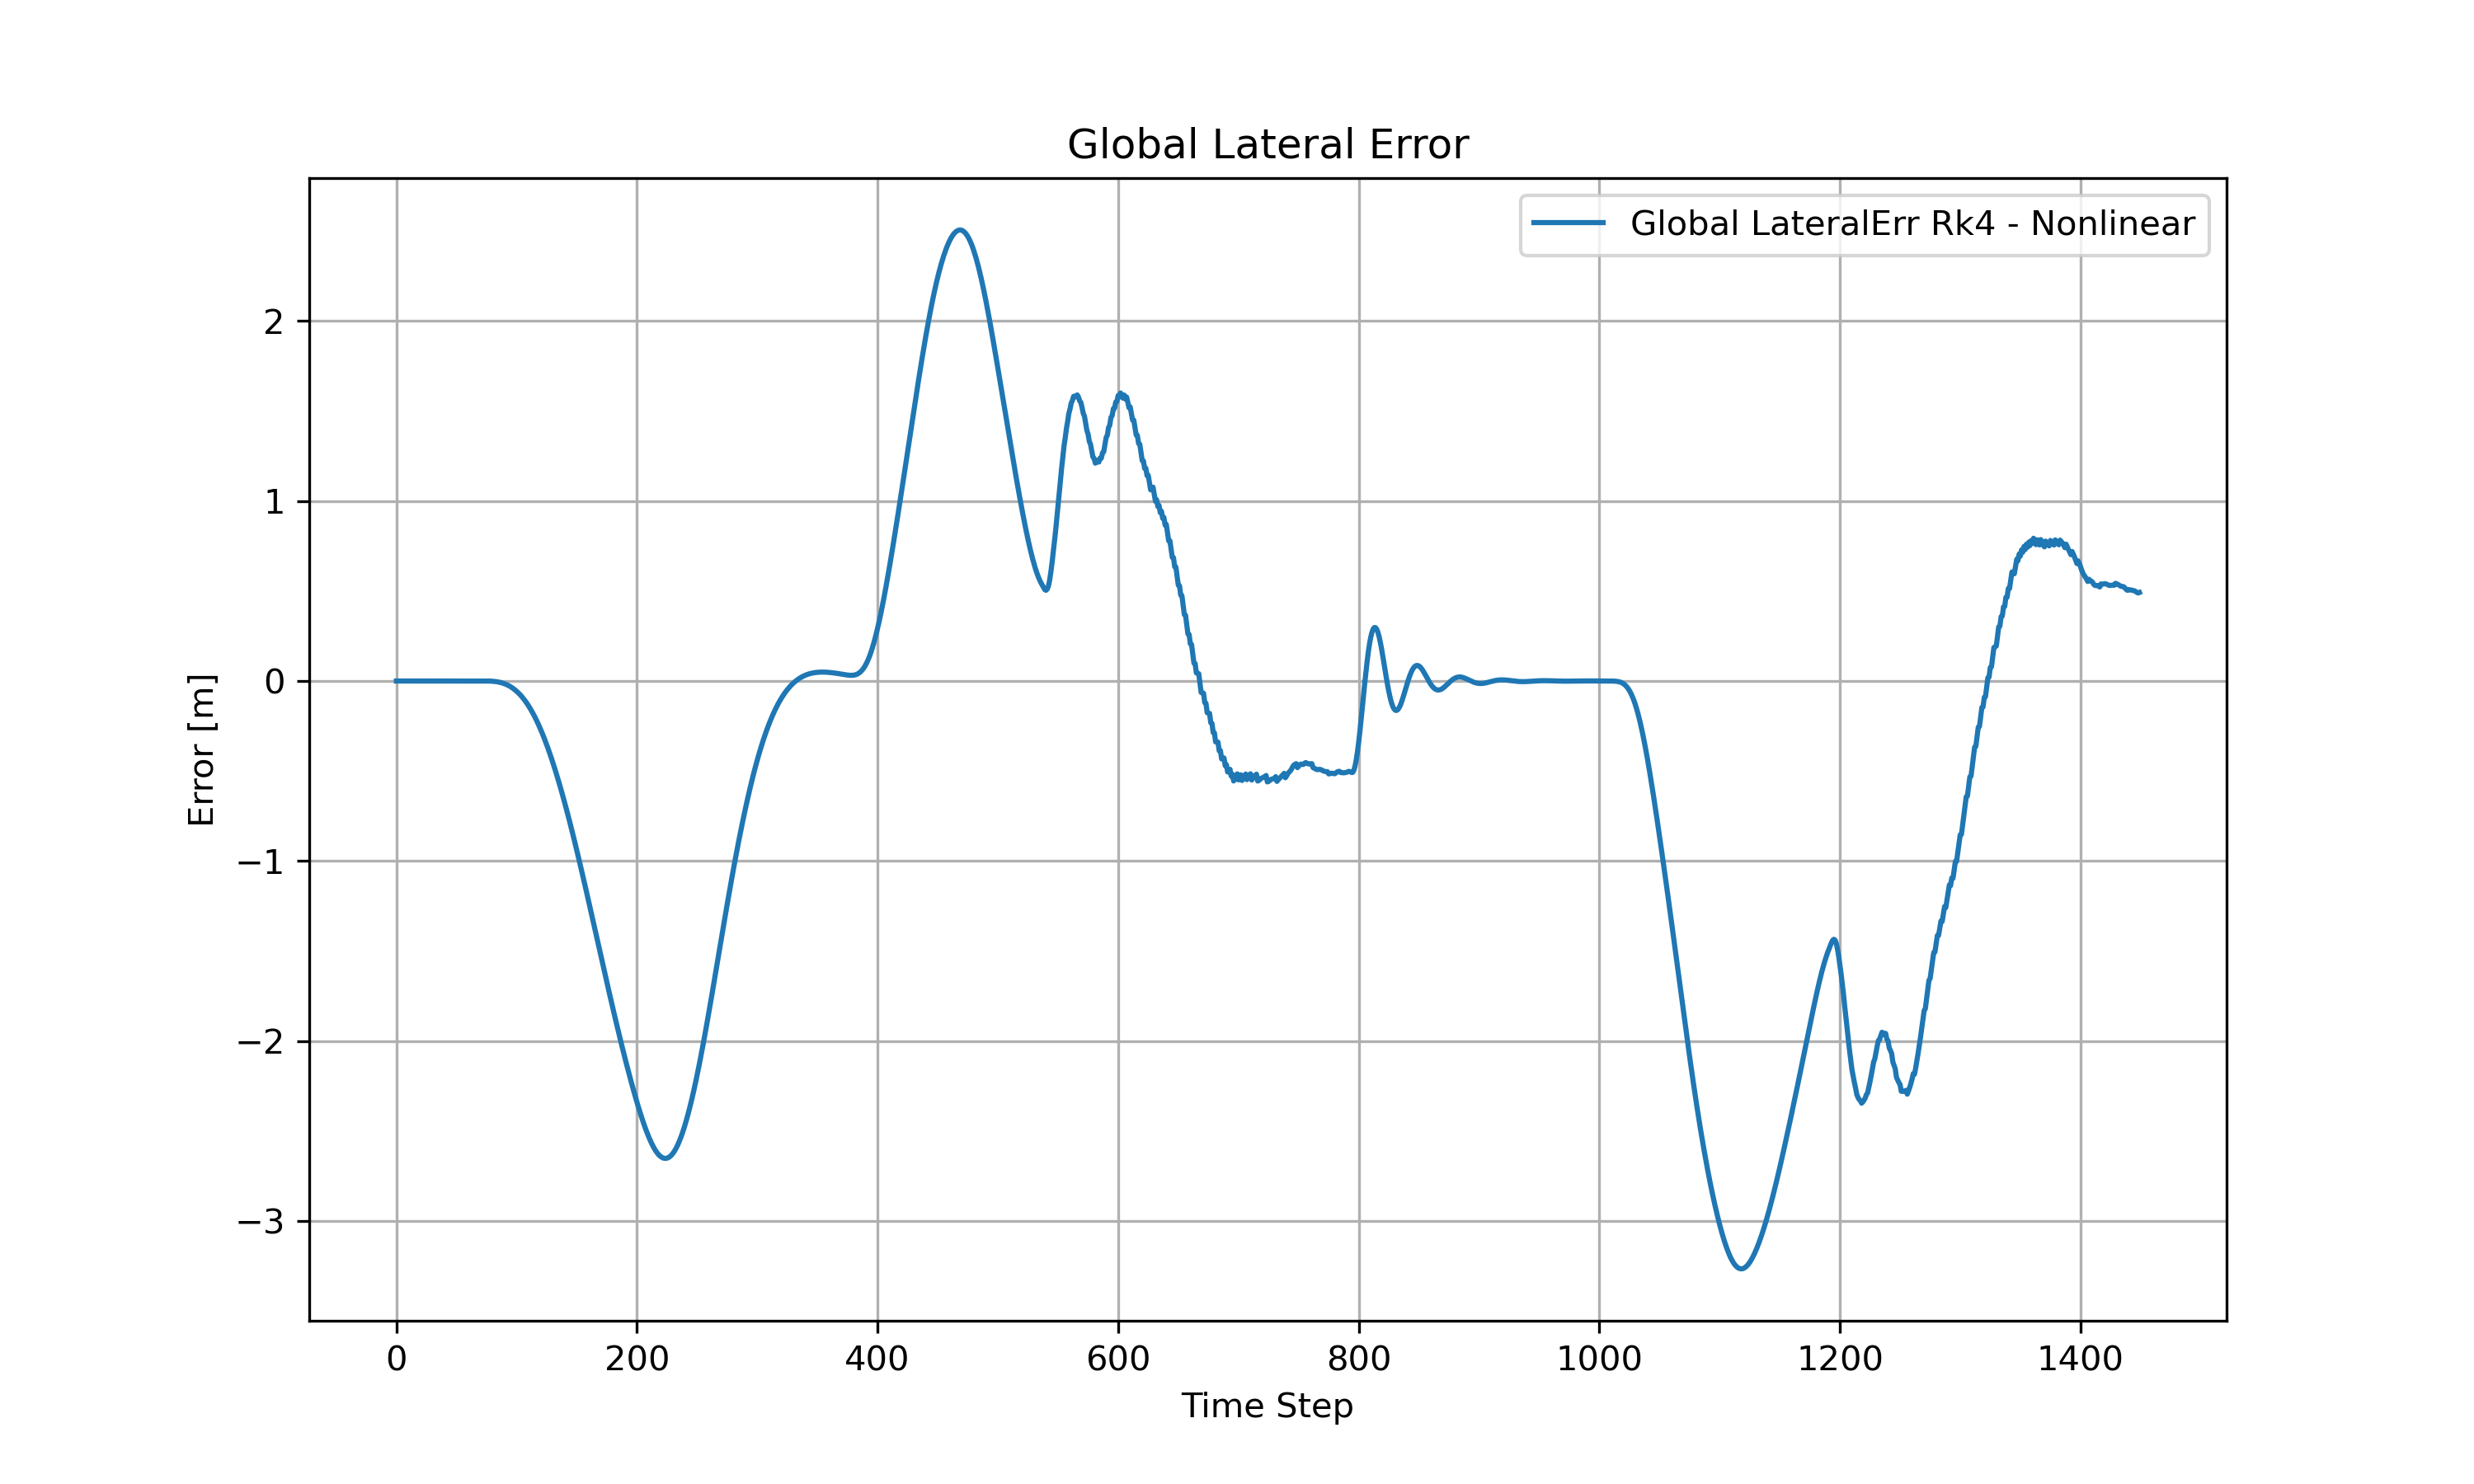 Global Lateral Error
Global LateralErr Rk4 - Nonlinear
2
1
0
−1
−2
−3
Error [m]
0 200 400 600 800 1000 1200 1400
Time Step